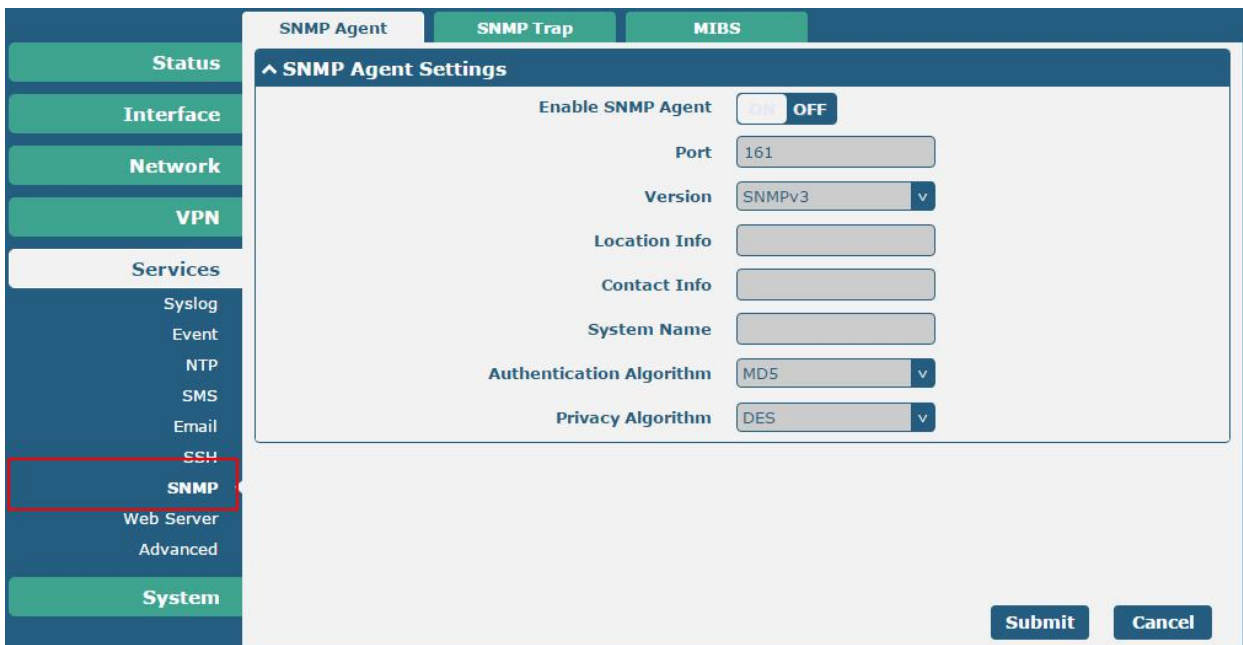 SNMP Agent SNMP Trap MIBS
Status
Interface
Network
VPN
Services
Syslog
Event
NTP
SMS
Email
SSH
SNMP
Web Server
Advanced
System
SNMP Agent Settings
Enable SNMP Agent ON OFF
Port 161
Version SNMPv3 v
Location Info
Contact Info
System Name
Authentication Algorithm MD5 v
Privacy Algorithm DES v
Submit Cancel